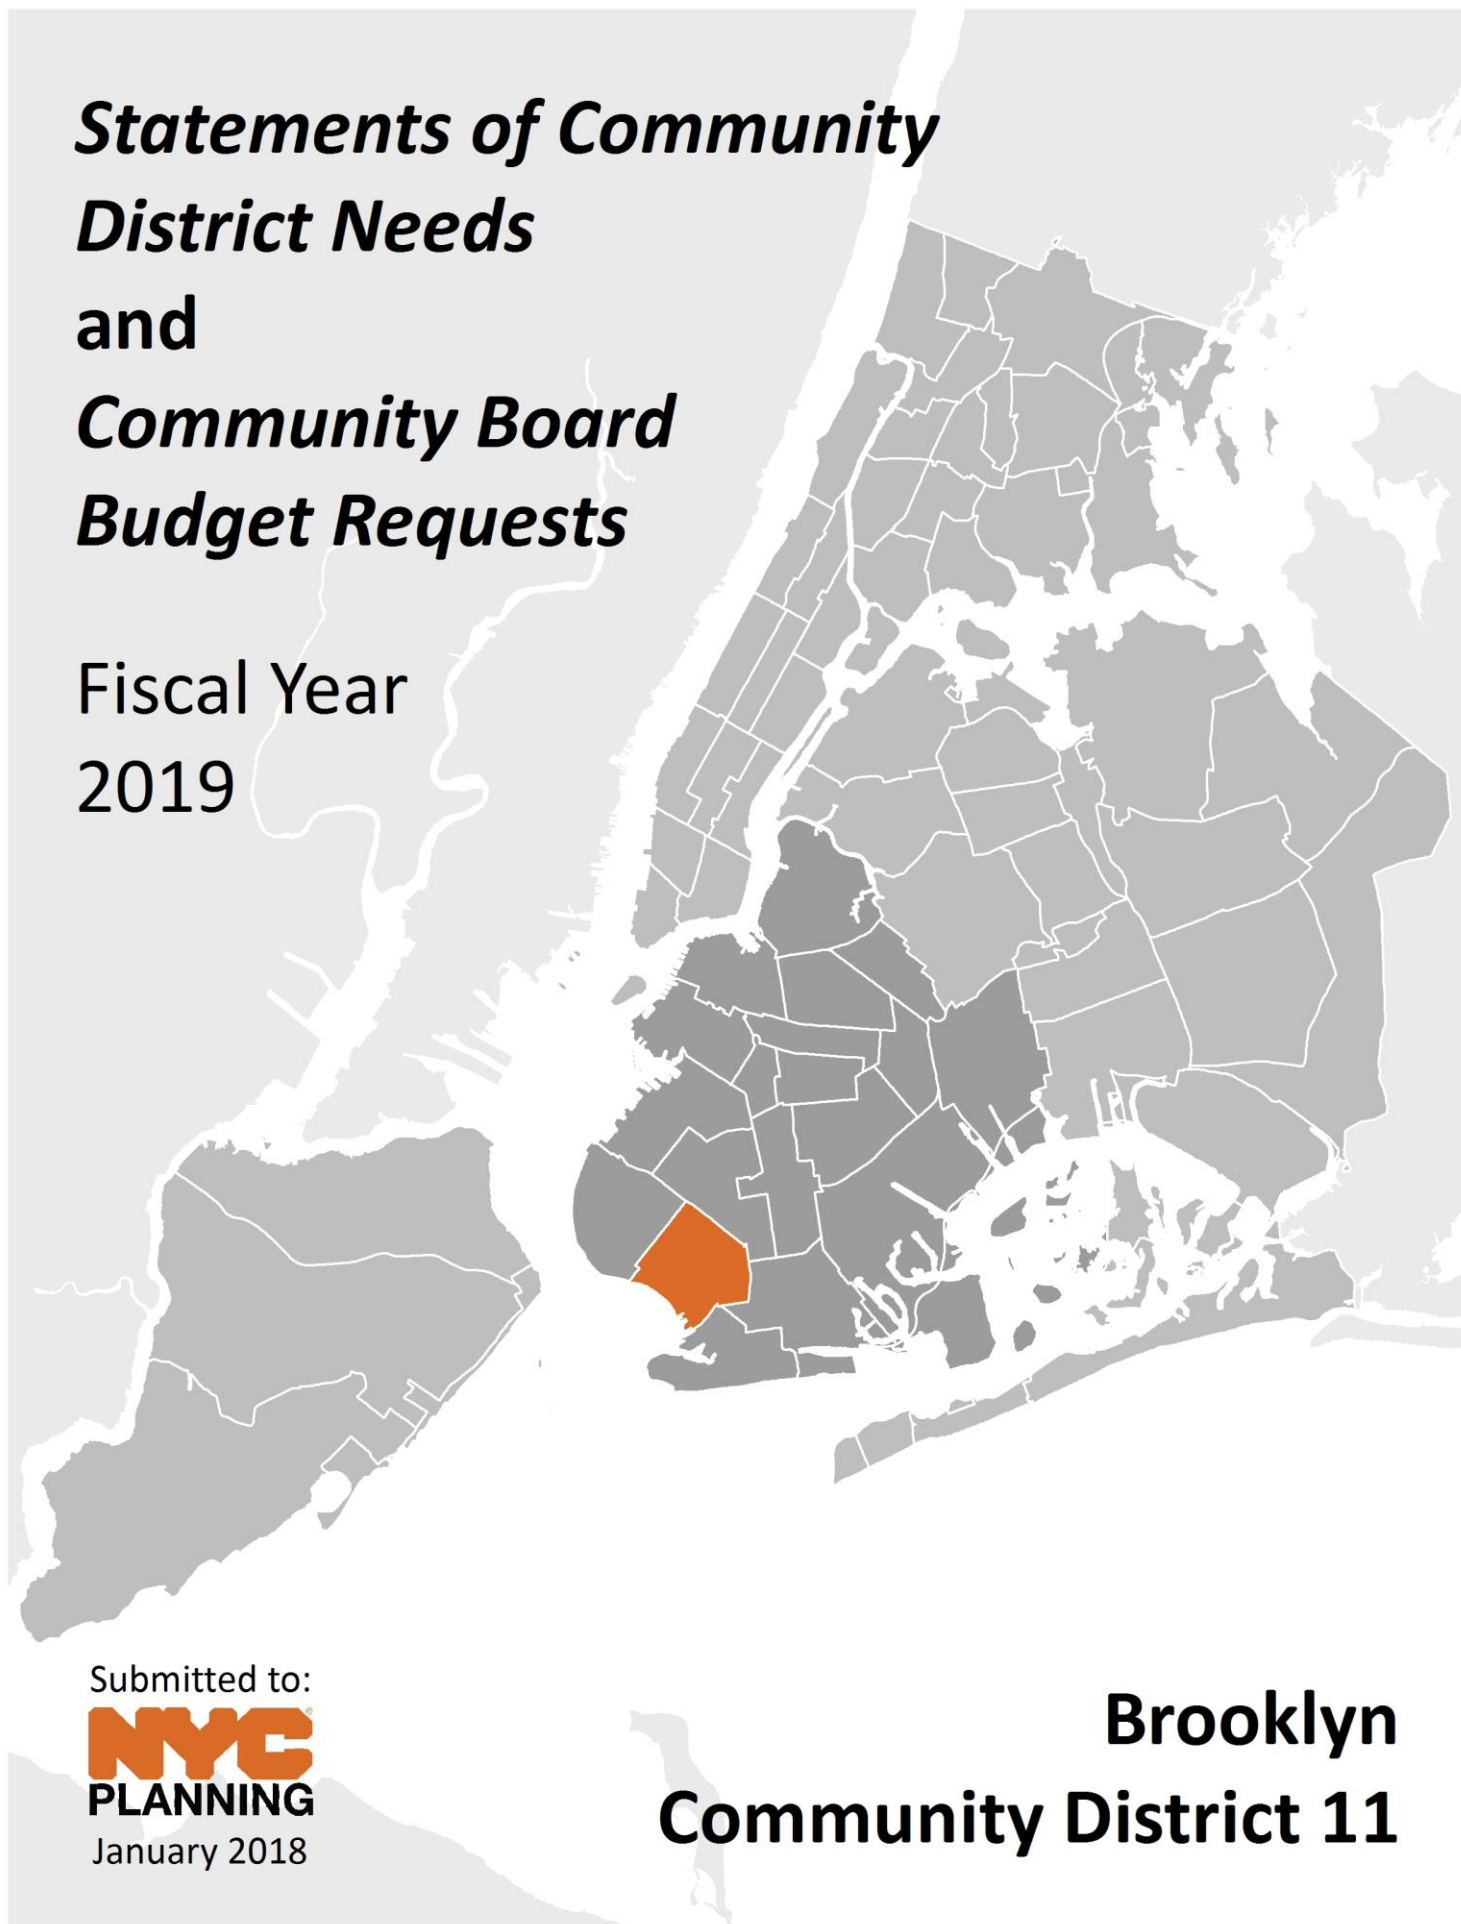 Statements of Community
District Needs
and
Community Board
Budget Requests
Fiscal Year
2019
Submitted to:
NYC®
PLANNING
January 2018
Brooklyn
Community District 11